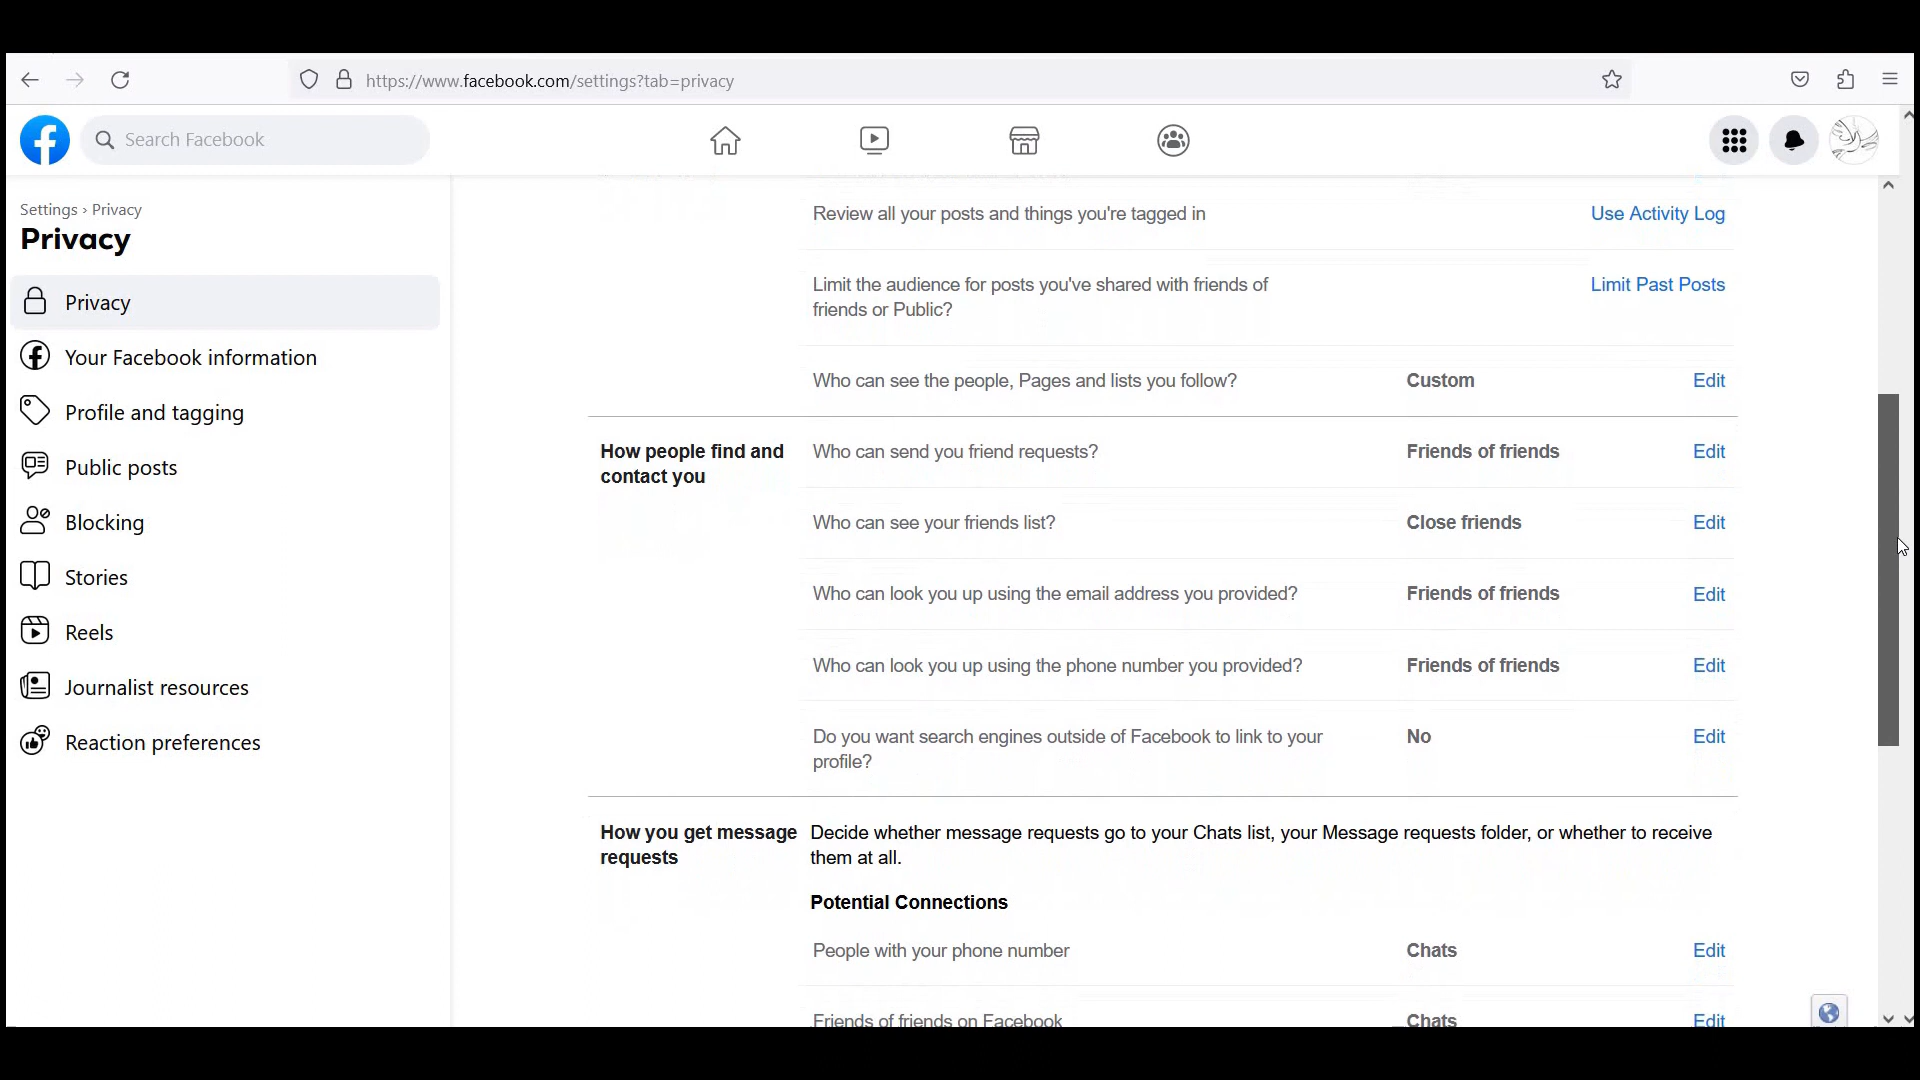 https://www.facebook.com/settings?tab=privacy
Search Facebook
Settings › Privacy
Privacy
Privacy
Your Facebook information
Profile and tagging
Public posts
Blocking
Stories
Reels
Journalist resources
Reaction preferences
Review all your posts and things you're tagged in
Use Activity Log
Limit the audience for posts you've shared with friends of
friends or Public?
Limit Past Posts
Who can see the people, Pages and lists you follow?
Custom
Edit
How people find and
contact you
Who can send you friend requests?
Friends of friends
Edit
Who can see your friends list?
Close friends
Edit
Who can look you up using the email address you provided?
Friends of friends
Edit
Who can look you up using the phone number you provided?
Friends of friends
Edit
Do you want search engines outside of Facebook to link to your
profile?
No
Edit
How you get message
requests
Decide whether message requests go to your Chats list, your Message requests folder, or whether to receive
them at all.
Potential Connections
People with your phone number
Chats
Edit
Friends of friends on Facebook
Chats
Edit